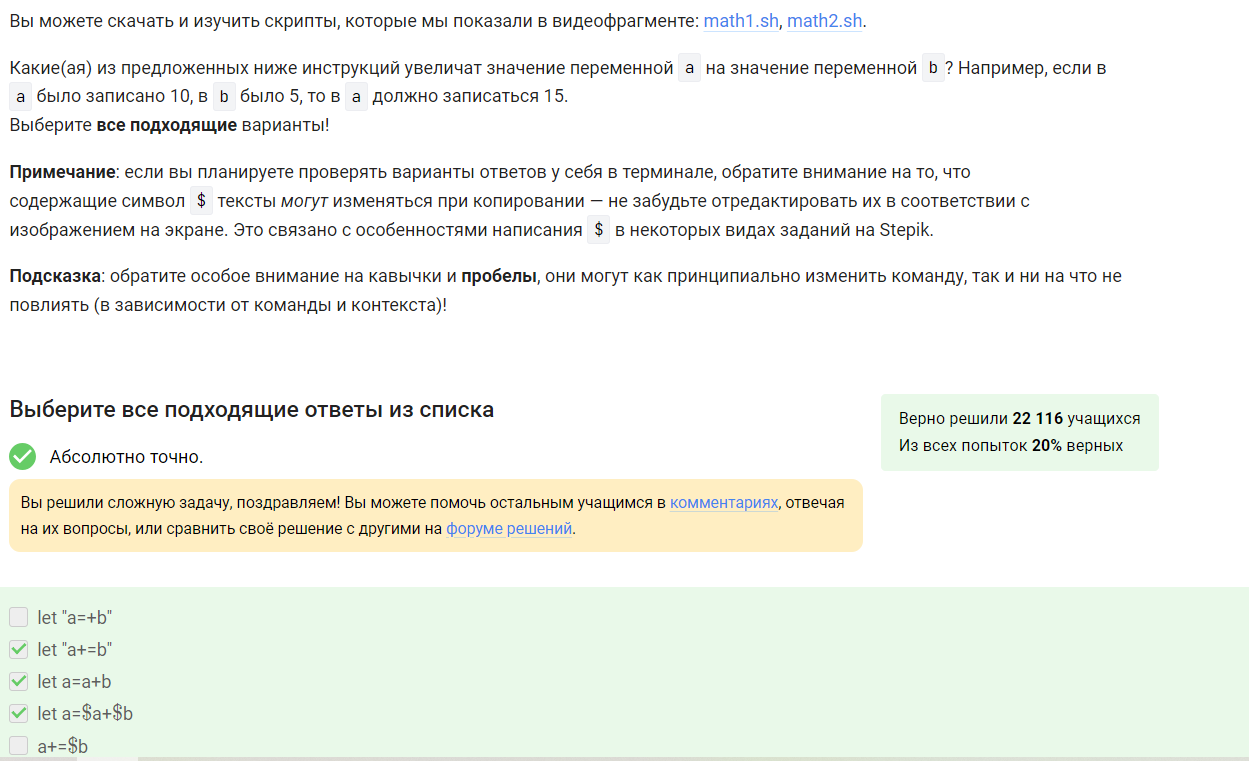 Вы можете скачать и изучить скрипты, которые мы показали в видеофрагменте: math1.sh, math2.sh.
Какие(ая) из предложенных ниже инструкций увеличат значение переменной a на значение переменной b? Например, если в
a было записано 10, в b было 5, то в a должно записаться 15.
Выберите все подходящие варианты!
Примечание: если вы планируете проверять варианты ответов у себя в терминале, обратите внимание на то, что
содержащие символ $ тексты могут изменяться при копировании — не забудьте отредактировать их в соответствии с
изображением на экране. Это связано с особенностями написания $ в некоторых видах заданий на Stepik.
Подсказка: обратите особое внимание на кавычки и пробелы, они могут как принципиально изменить команду, так и ни на что не
повлиять (в зависимости от команды и контекста)!
Выберите все подходящие ответы из списка
Верно решили 22 116 учащихся
Из всех попыток 20% верных
Абсолютно точно.
Вы решили сложную задачу, поздравляем! Вы можете помочь остальным учащимся в комментариях, отвечая
на их вопросы, или сравнить своё решение с другими на форуме решений.
let "a=+b"
let "a+=b"
let a=a+b
let a=$a+$b
a+=$b